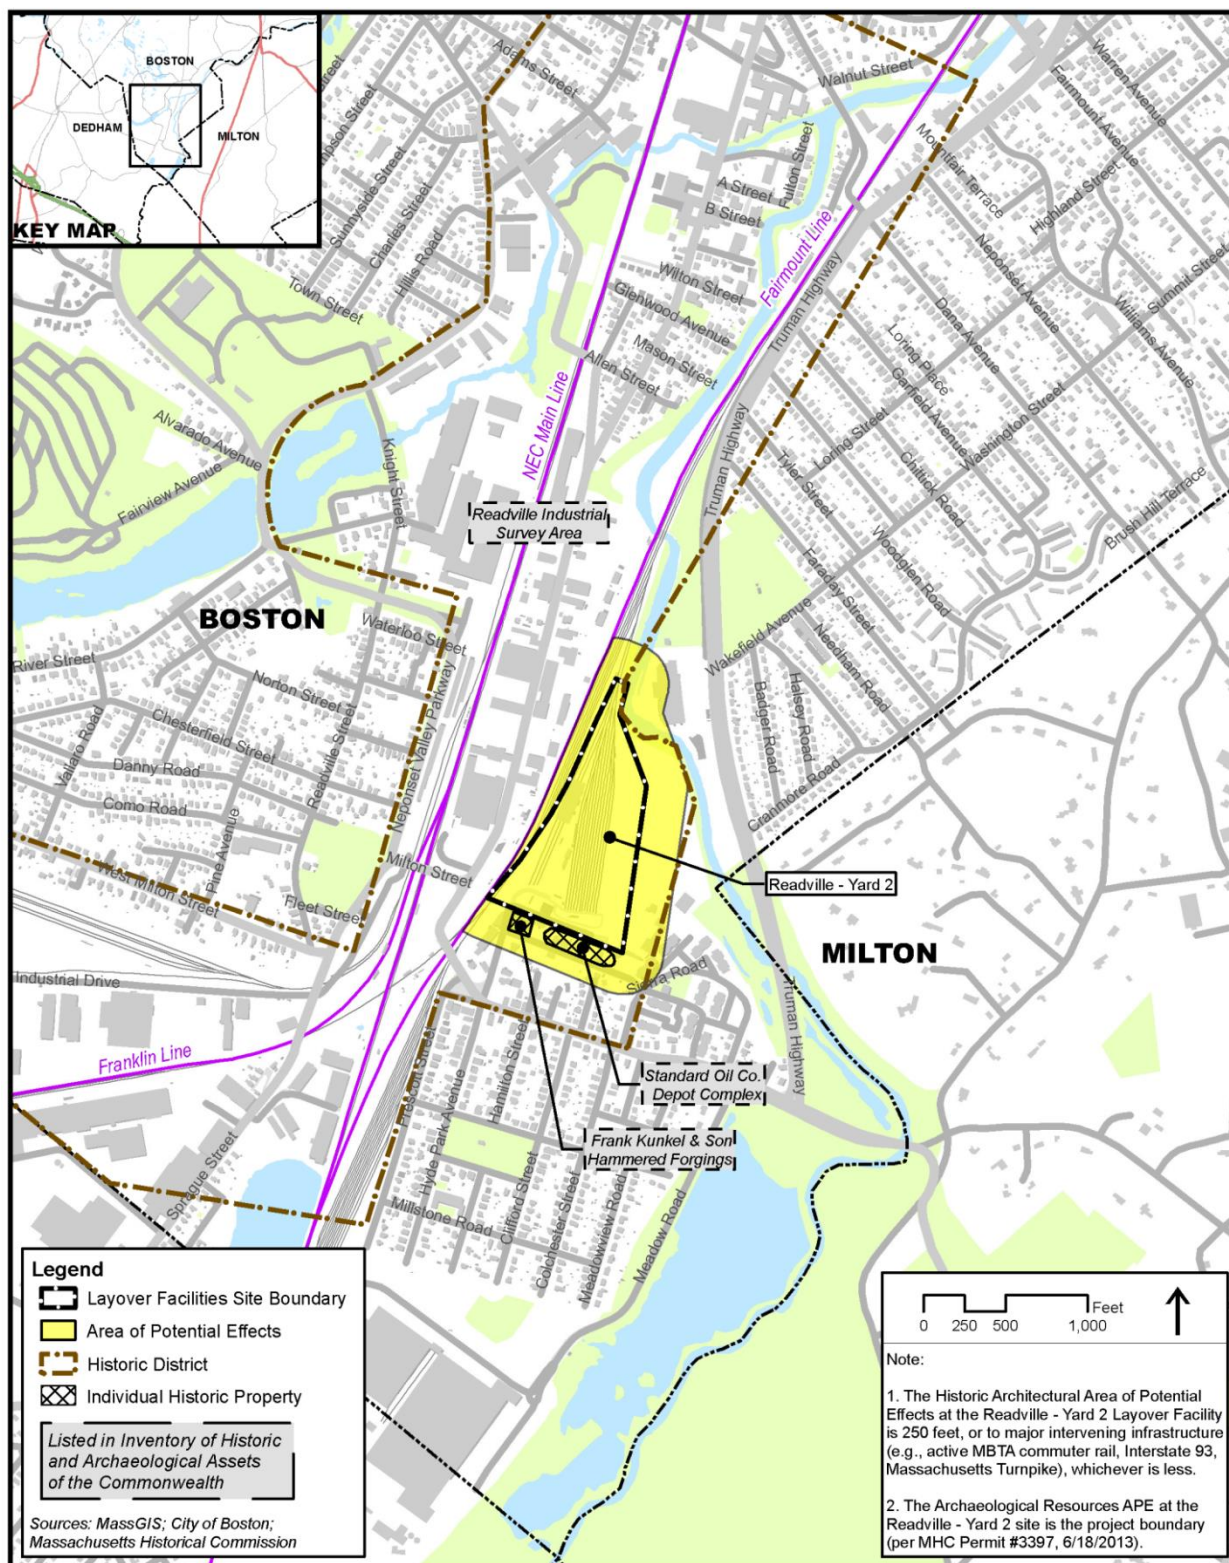 BOSTON
DEDHAM
MILTON
KEY MAP
Adams Street
Walnut Street
Warren Avenue
Fairmount Avenue
Sunnyside Street
Charles Street
Hillis Road
Town Street
A Street
B Street
Fulton Street
Mountfair Terrace
Highland Street
Summit Street
Williams Avenue
Neponset Avenue
Wilton Street
Glenwood Avenue
Mason Street
Allen Street
Fairmount Line
Truman Highway
Dana Avenue
Loring Place
Garfield Avenue
Washington Street
Loring Street
Chittick Road
Tyler Street
Brush Hill Terrace
Alvarado Avenue
Fairview Avenue
Knight Street
NEC Main Line
Truman Highway
Readville Industrial
Survey Area
Woodglen Road
Faraday Street
Needham Road
Wakefield Avenue
Halsey Road
Badger Road
Cranmore Road
BOSTON
Waterloo Street
River Street
Norton Street
Chesterfield Street
Vallaro Road
Danny Road
Como Road
Readville Street
Neponset Valley Parkway
Pine Avenue
West Milton Street
Fleet Street
Milton Street
Readville - Yard 2
MILTON
Industrial Drive
Sierra Road
Truman Highway
Franklin Line
Prescott Street
Hamilton Street
Hyde Park Avenue
Standard Oil Co.
Depot Complex
Frank Kunkel & Son
Hammered Forgings
Sprague Street
Millstone Road
Clifford Street
Colchester Street
Meadowview Road
Meadow Road
Legend
Layover Facilities Site Boundary
Area of Potential Effects
Historic District
Individual Historic Property
Listed in Inventory of Historic
and Archaeological Assets
of the Commonwealth
Sources: MassGIS; City of Boston;
Massachusetts Historical Commission
Feet
0 250 500 1,000
Note:
1. The Historic Architectural Area of Potential
Effects at the Readville - Yard 2 Layover Facility
is 250 feet, or to major intervening infrastructure
(e.g., active MBTA commuter rail, Interstate 93,
Massachusetts Turnpike), whichever is less.
2. The Archaeological Resources APE at the
Readville - Yard 2 site is the project boundary
(per MHC Permit #3397, 6/18/2013).